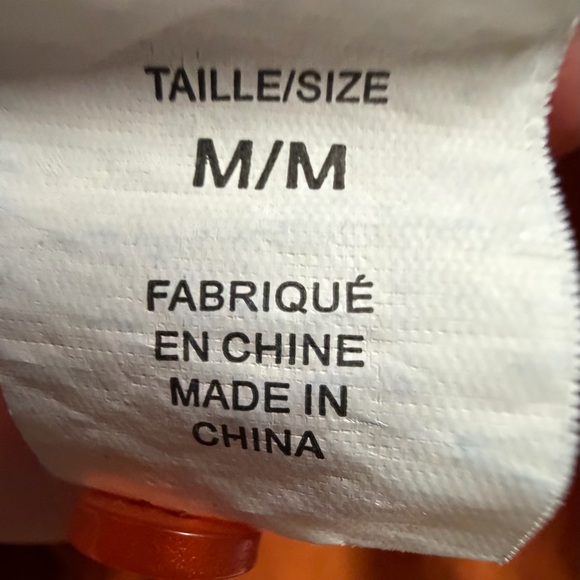 TAILLE/SIZE
M/M
FABRIQUÉ
EN CHINE
MADE IN
CHINA